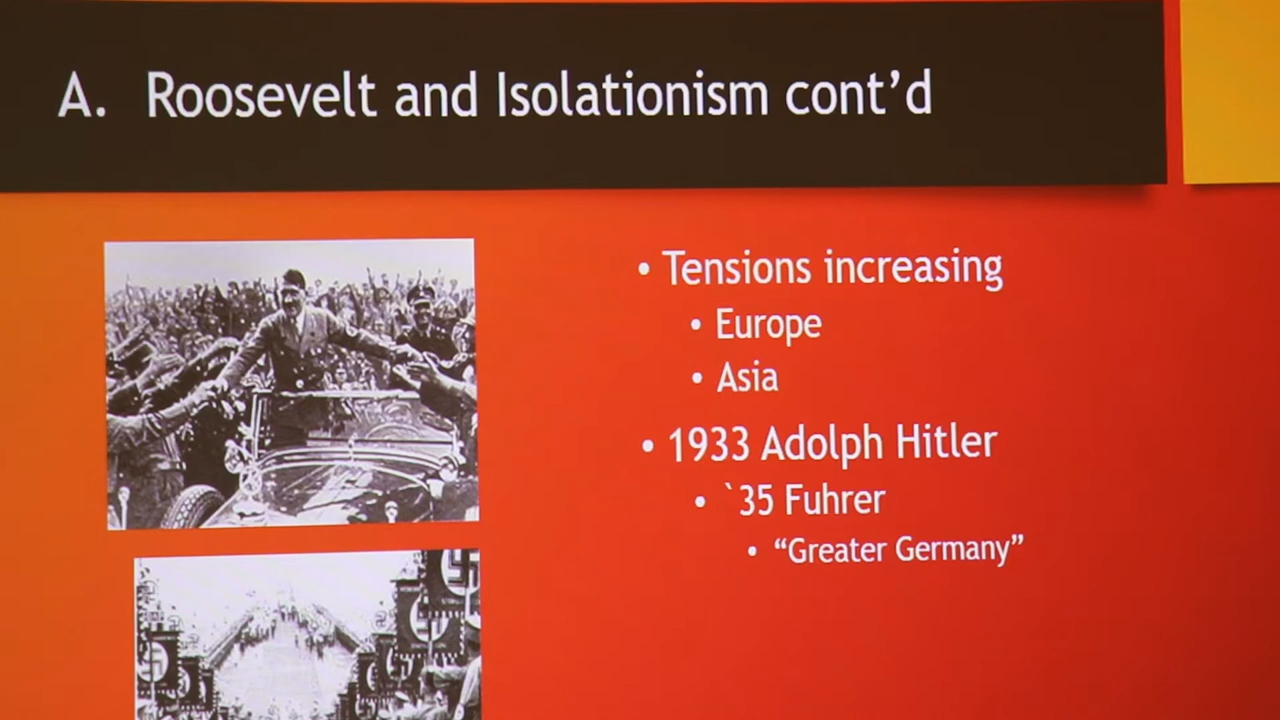 A. Roosevelt and Isolationism cont’d
• Tensions increasing
• Europe
• Asia
• 1933 Adolph Hitler
• `35 Fuhrer
• “Greater Germany”